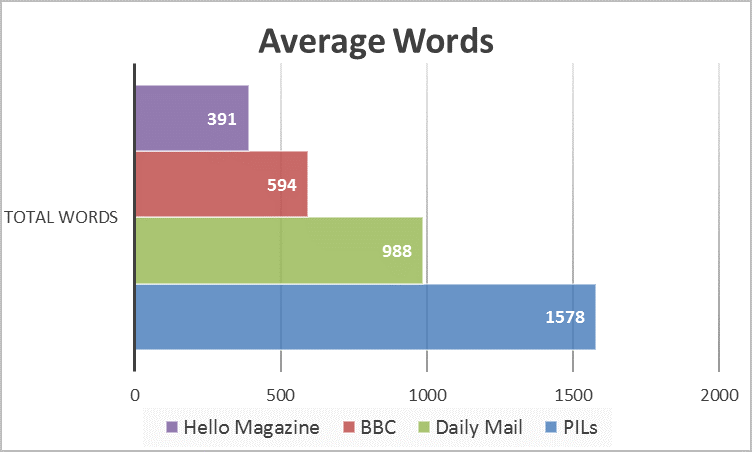 Average Words
391
594
TOTAL WORDS
988
1578
0 500 1000 1500 2000
Hello Magazine BBC Daily Mail PILs